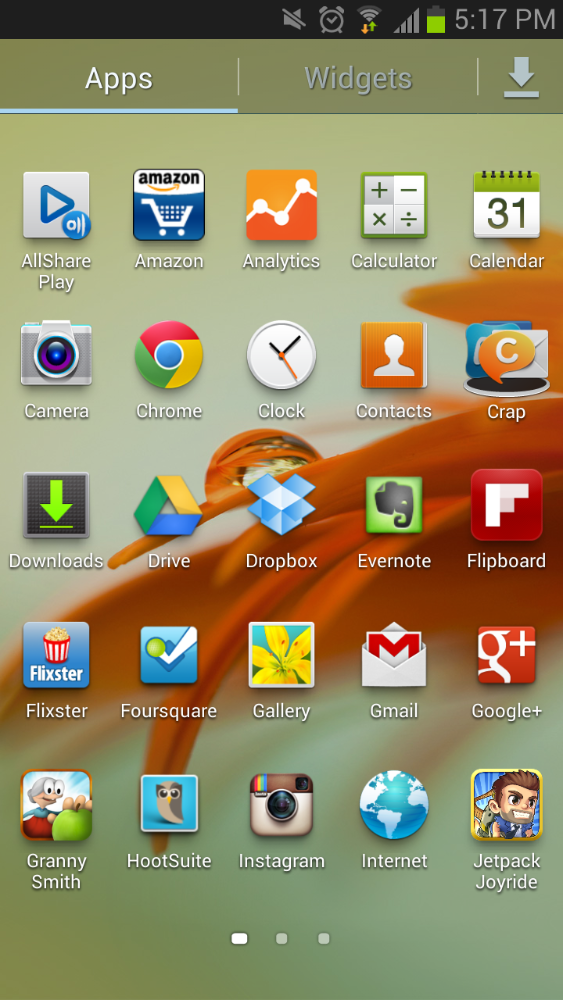 5:17 PM
Apps
Widgets
amazon
31
AllShare
Play
Amazon
Analytics
Calculator
Calendar
C
Camera
Chrome
Clock
Contacts
Crap
Downloads
Drive
Dropbox
Evernote
Flipboard
Flixster
g+
Flixster
Foursquare
Gallery
Gmail
Google+
Granny
Smith
HootSuite
Instagram
Internet
Jetpack
Joyride